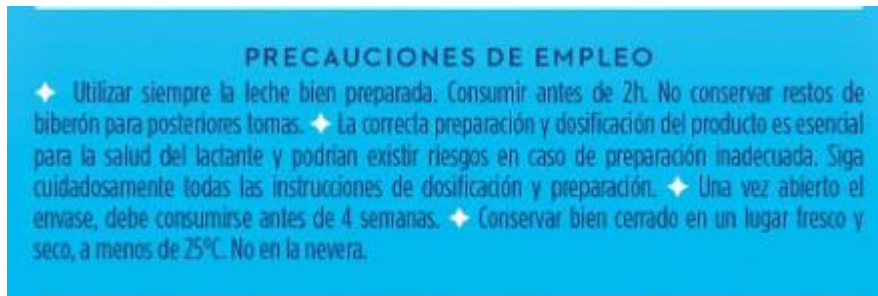 PRECAUCIONES DE EMPLEO
✦ Utilizar siempre la leche bien preparada. Consumir antes de 2h. No conservar restos de
biberón para posteriores tomas. ✦ La correcta preparación y dosificación del producto es esencial
para la salud del lactante y podrían existir riesgos en caso de preparación inadecuada. Siga
cuidadosamente todas las instrucciones de dosificación y preparación. ✦ Una vez abierto el
envase, debe consumirse antes de 4 semanas. ✦ Conservar bien cerrado en un lugar fresco y
seco, a menos de 25ºC. No en la nevera.